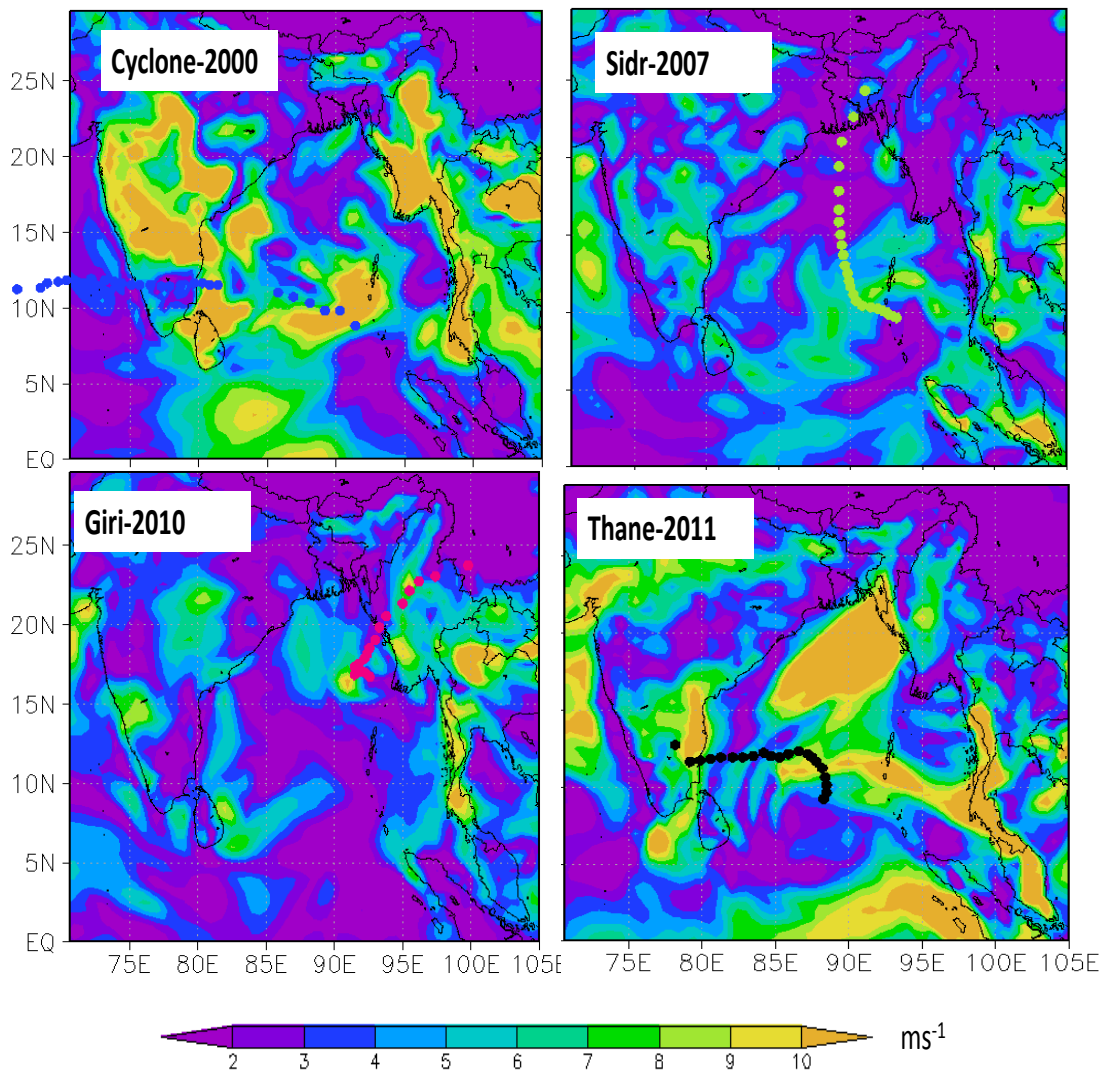 Cyclone-2000
Sidr-2007
25N
20N
15N
10N
5N
EQ
Giri-2010
Thane-2011
25N
20N
15N
10N
5N
EQ
75E 80E 85E 90E 95E 100E 105E
75E 80E 85E 90E 95E 100E 105E
2 3 4 5 6 7 8 9 10
ms⁻¹